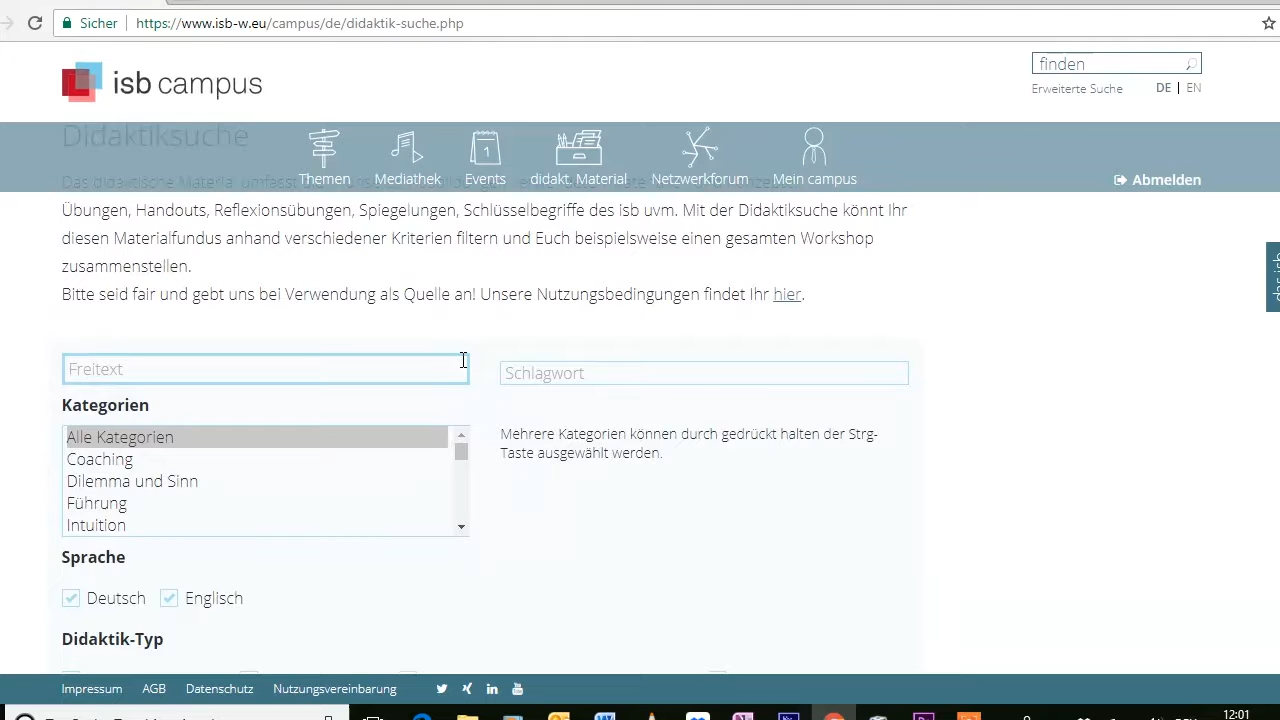 Sicher https://www.isb-w.eu/campus/de/didaktik-suche.php
isb campus
finden
Erweiterte Suche DE | EN
Didaktiksuche
Themen Mediathek Events didakt. Material Netzwerkforum Mein campus
Abmelden
Übungen, Handouts, Reflexionsübungen, Spiegelungen, Schlüsselbegriffe des isb uvm. Mit der Didaktiksuche könnt Ihr
diesen Materialfundus anhand verschiedener Kriterien filtern und Euch beispielsweise einen gesamten Workshop
zusammenstellen.
Bitte seid fair und gebt uns bei Verwendung als Quelle an! Unsere Nutzungsbedingungen findet Ihr hier.
das isb
Freitext
Schlagwort
Kategorien
Alle Kategorien
Coaching
Dilemma und Sinn
Führung
Intuition
Mehrere Kategorien können durch gedrückt halten der Strg-
Taste ausgewählt werden.
Sprache
Deutsch Englisch
Didaktik-Typ
Impressum AGB Datenschutz Nutzungsvereinbarung
12:01